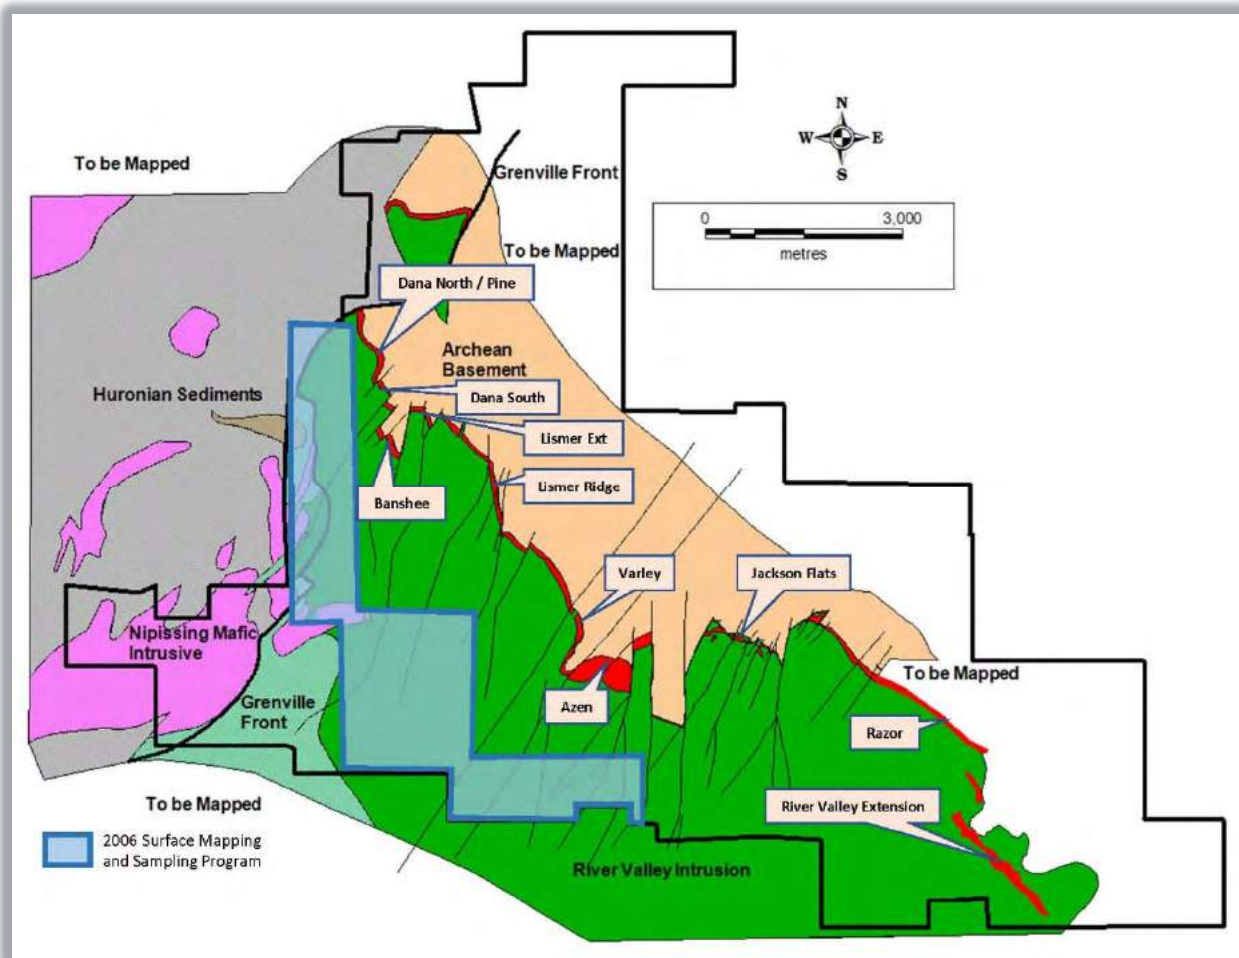 N
W E
S
To be Mapped
Grenville Front
0 3,000
metres
To be Mapped
Dana North / Pine
Archean
Basement
Huronian Sediments
Dana South
Lismer Ext
Lismer Ridge
Banshee
Varley
Jackson Flats
Nipissing Mafic
Intrusive
To be Mapped
Grenville
Front
Azen
Razor
To be Mapped
River Valley Extension
2006 Surface Mapping
and Sampling Program
River Valley Intrusion